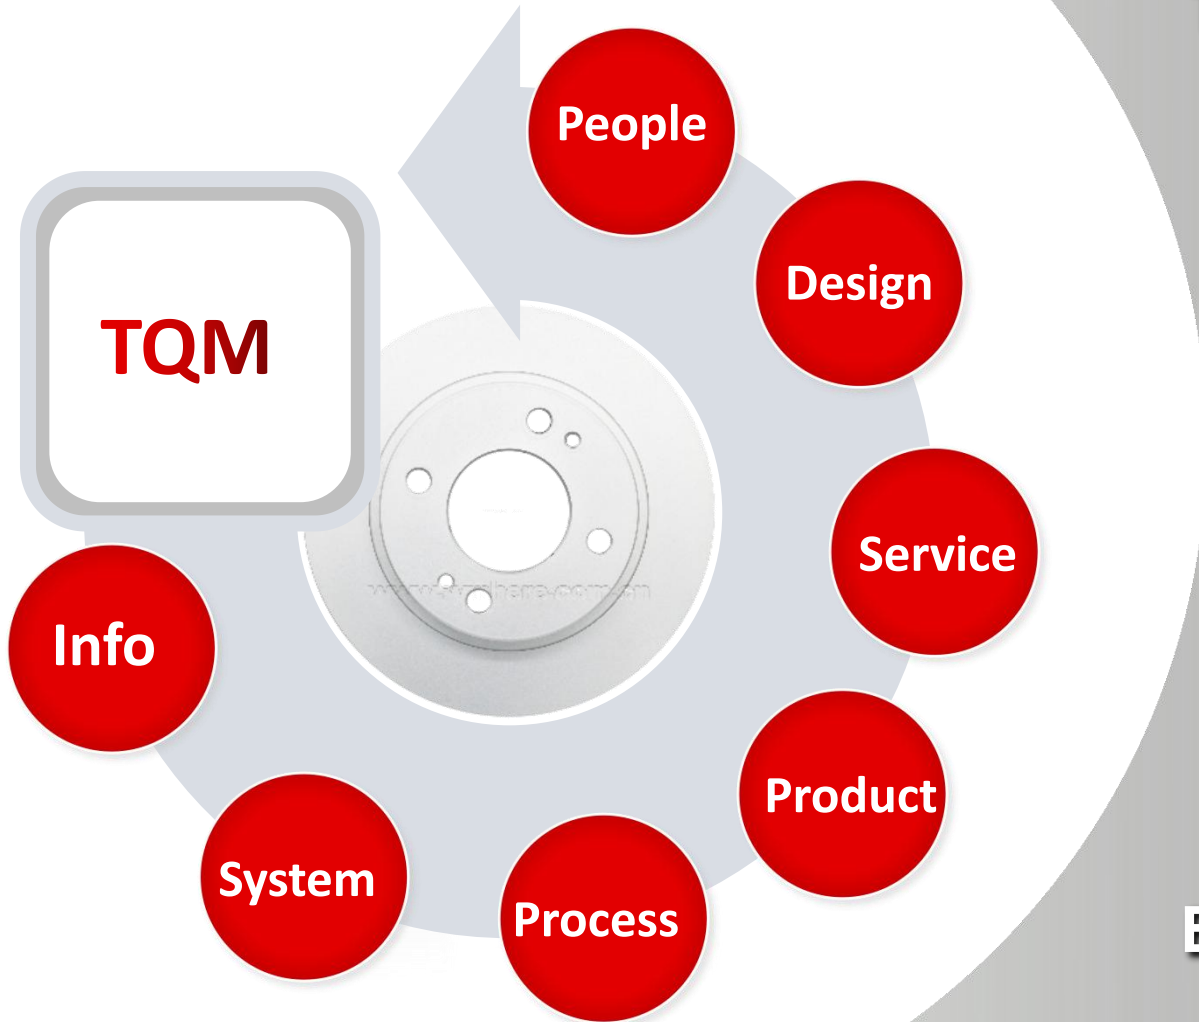 People
Design
TQM
Service
Info
Product
System
Process